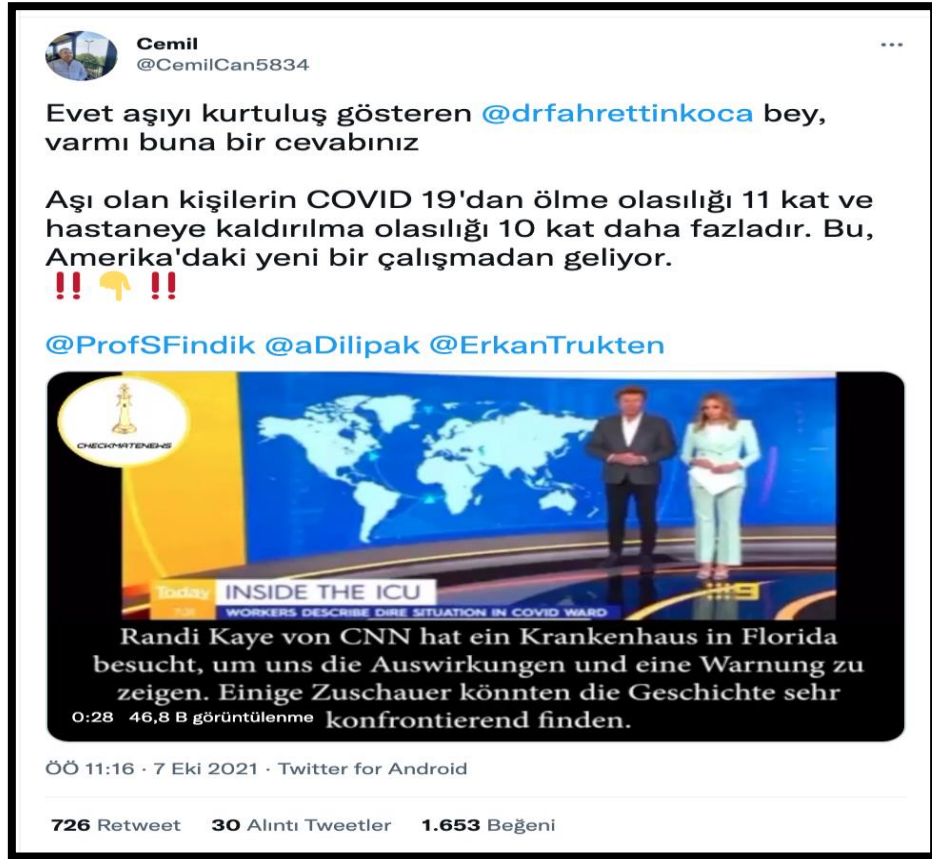 Cemil
@CemilCan5834
Evet aşıyı kurtuluş gösteren @drfahrettinkoca bey,
varmı buna bir cevabınız
Aşı olan kişilerin COVID 19'dan ölme olasılığı 11 kat ve
hastaneye kaldırılma olasılığı 10 kat daha fazladır. Bu,
Amerika'daki yeni bir çalışmadan geliyor.
‼️ 👇 ‼️
@ProfSFindik @aDilipak @ErkanTrukten
CHECKMATENEWS
Today INSIDE THE ICU
WORKERS DESCRIBE DIRE SITUATION IN COVID WARD
9
Randi Kaye von CNN hat ein Krankenhaus in Florida
besucht, um uns die Auswirkungen und eine Warnung zu
zeigen. Einige Zuschauer könnten die Geschichte sehr
konfrontierend finden.
0:28 46,8 B görüntülenme
ÖÖ 11:16 · 7 Eki 2021 · Twitter for Android
726 Retweet 30 Alıntı Tweetler 1.653 Beğeni